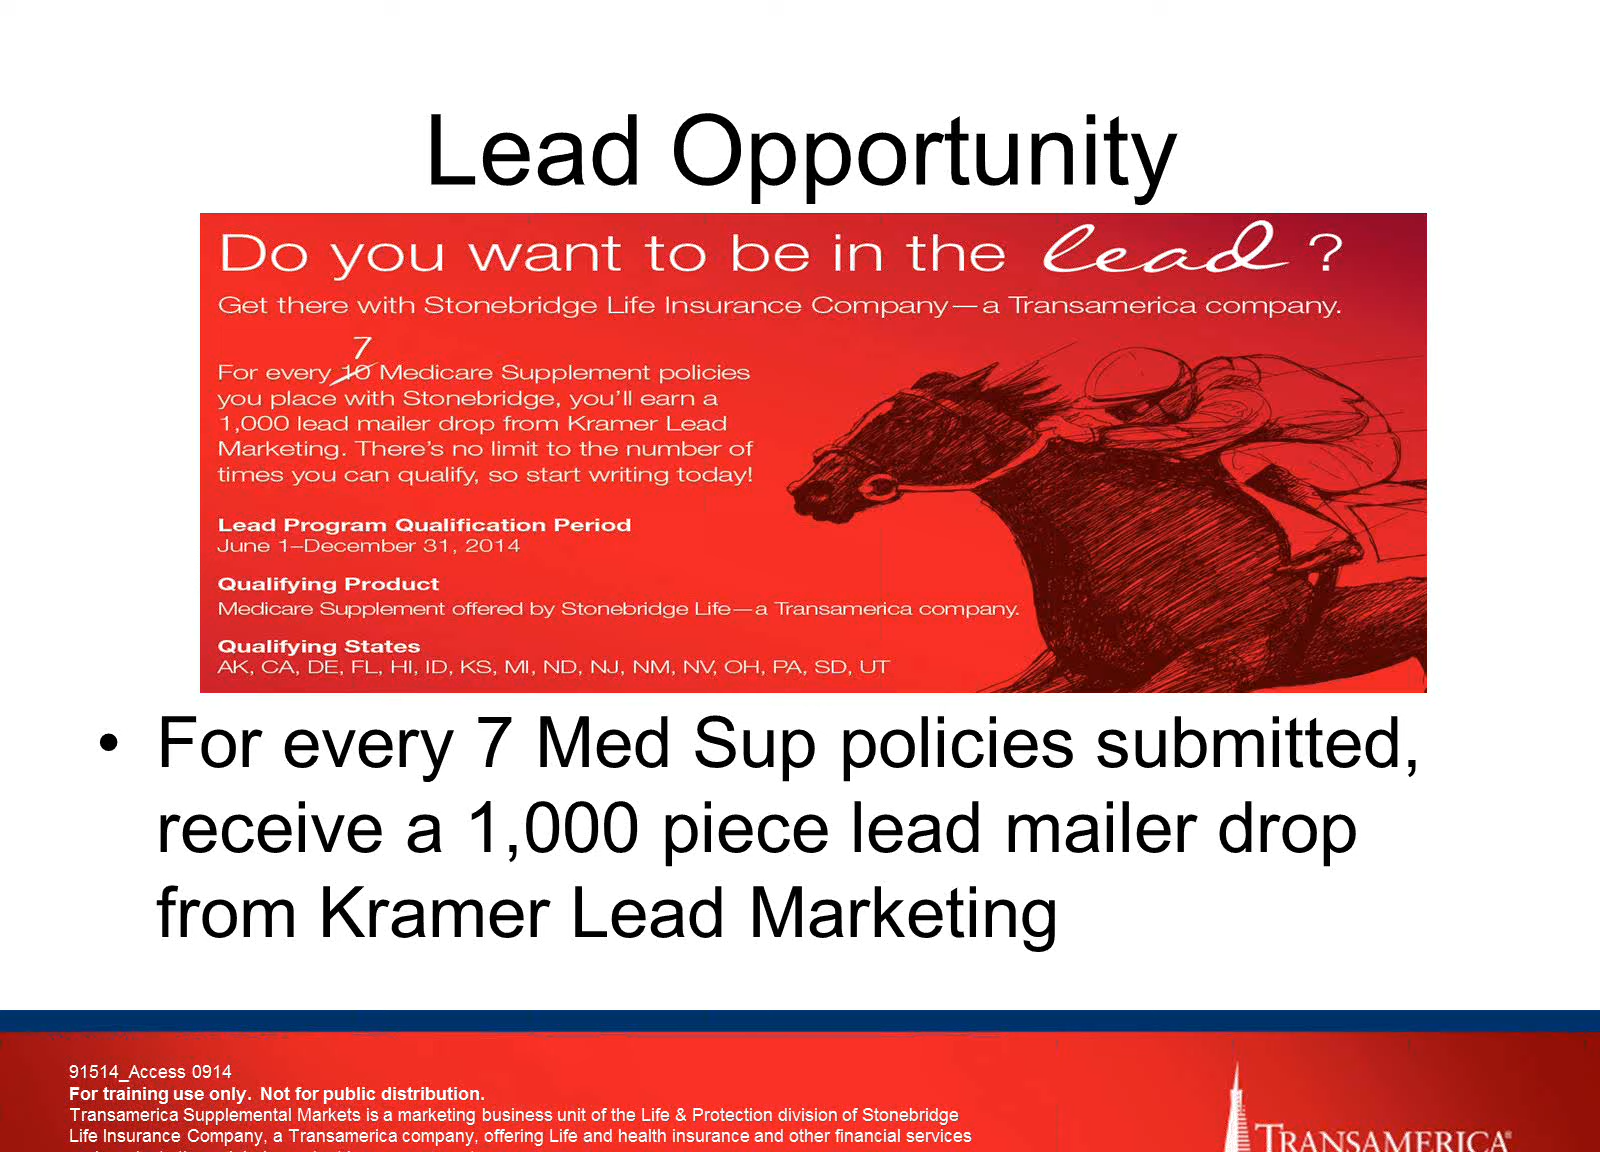 Lead Opportunity
Do you want to be in the lead?
Get there with Stonebridge Life Insurance Company—a Transamerica company.
7
For every 10 Medicare Supplement policies
you place with Stonebridge, you'll earn a
1,000 lead mailer drop from Kramer Lead
Marketing. There's no limit to the number of
times you can qualify, so start writing today!
Lead Program Qualification Period
June 1–December 31, 2014
Qualifying Product
Medicare Supplement offered by Stonebridge Life—a Transamerica company.
Qualifying States
AK, CA, DE, FL, HI, ID, KS, MI, ND, NJ, NM, NV, OH, PA, SD, UT
• For every 7 Med Sup policies submitted,
receive a 1,000 piece lead mailer drop
from Kramer Lead Marketing
91514_Access 0914
For training use only. Not for public distribution.
Transamerica Supplemental Markets is a marketing business unit of the Life & Protection division of Stonebridge
Life Insurance Company, a Transamerica company, offering Life and health insurance and other financial services
TRANSAMERICA®